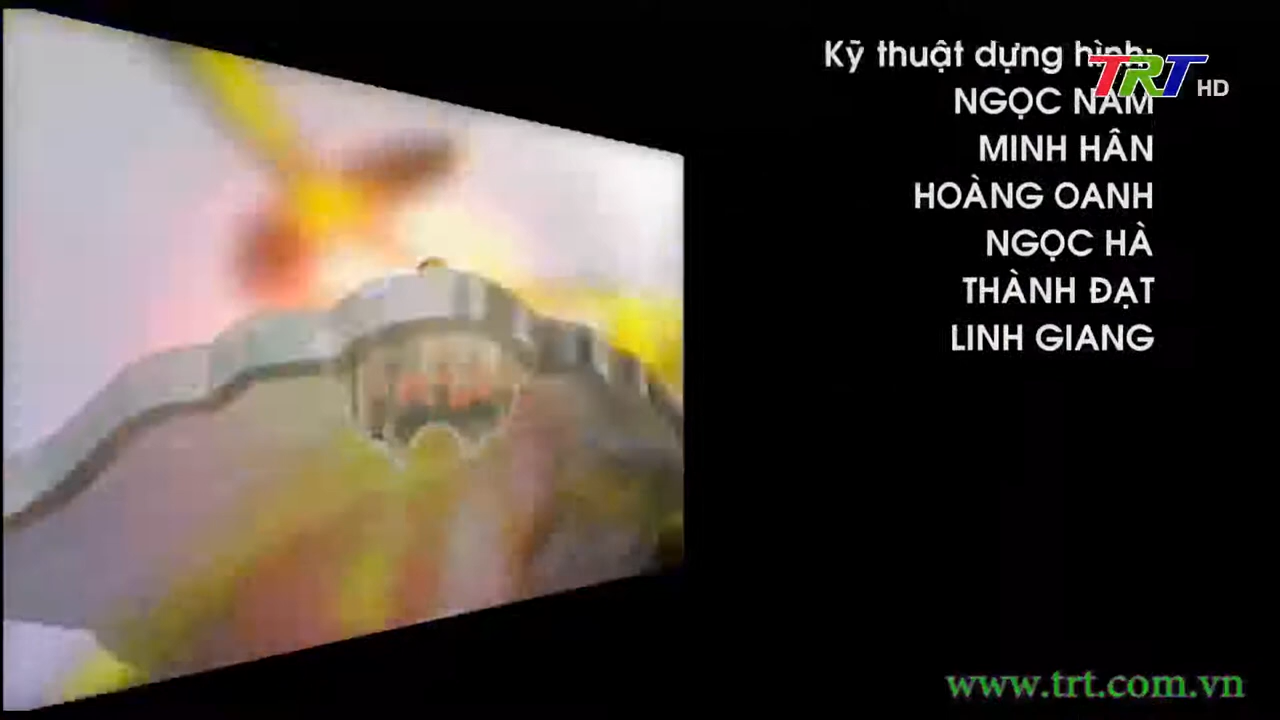 Kỹ thuật dựng hình:
TRT HD
NGỌC NAM
MINH HÂN
HOÀNG OANH
NGỌC HÀ
THÀNH ĐẠT
LINH GIANG
www.trt.com.vn